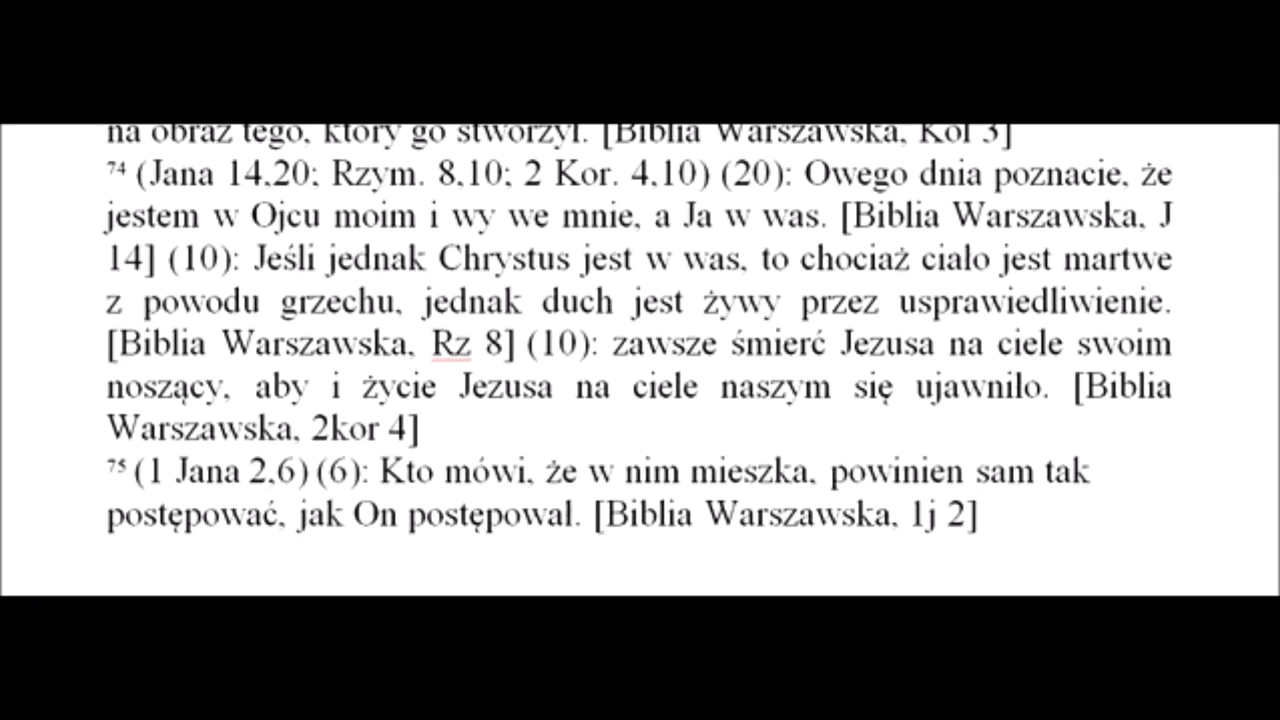 na obraz tego, który go stworzył. [Biblia Warszawska, Kol 3]
⁷⁴ (Jana 14,20; Rzym. 8,10; 2 Kor. 4,10) (20): Owego dnia poznacie, że
jestem w Ojcu moim i wy we mnie, a Ja w was. [Biblia Warszawska, J
14] (10): Jeśli jednak Chrystus jest w was, to chociaż ciało jest martwe
z powodu grzechu, jednak duch jest żywy przez usprawiedliwienie.
[Biblia Warszawska, Rz 8] (10): zawsze śmierć Jezusa na ciele swoim
noszący, aby i życie Jezusa na ciele naszym się ujawniło. [Biblia
Warszawska, 2kor 4]
⁷⁵ (1 Jana 2,6) (6): Kto mówi, że w nim mieszka, powinien sam tak
postępować, jak On postępował. [Biblia Warszawska, 1j 2]